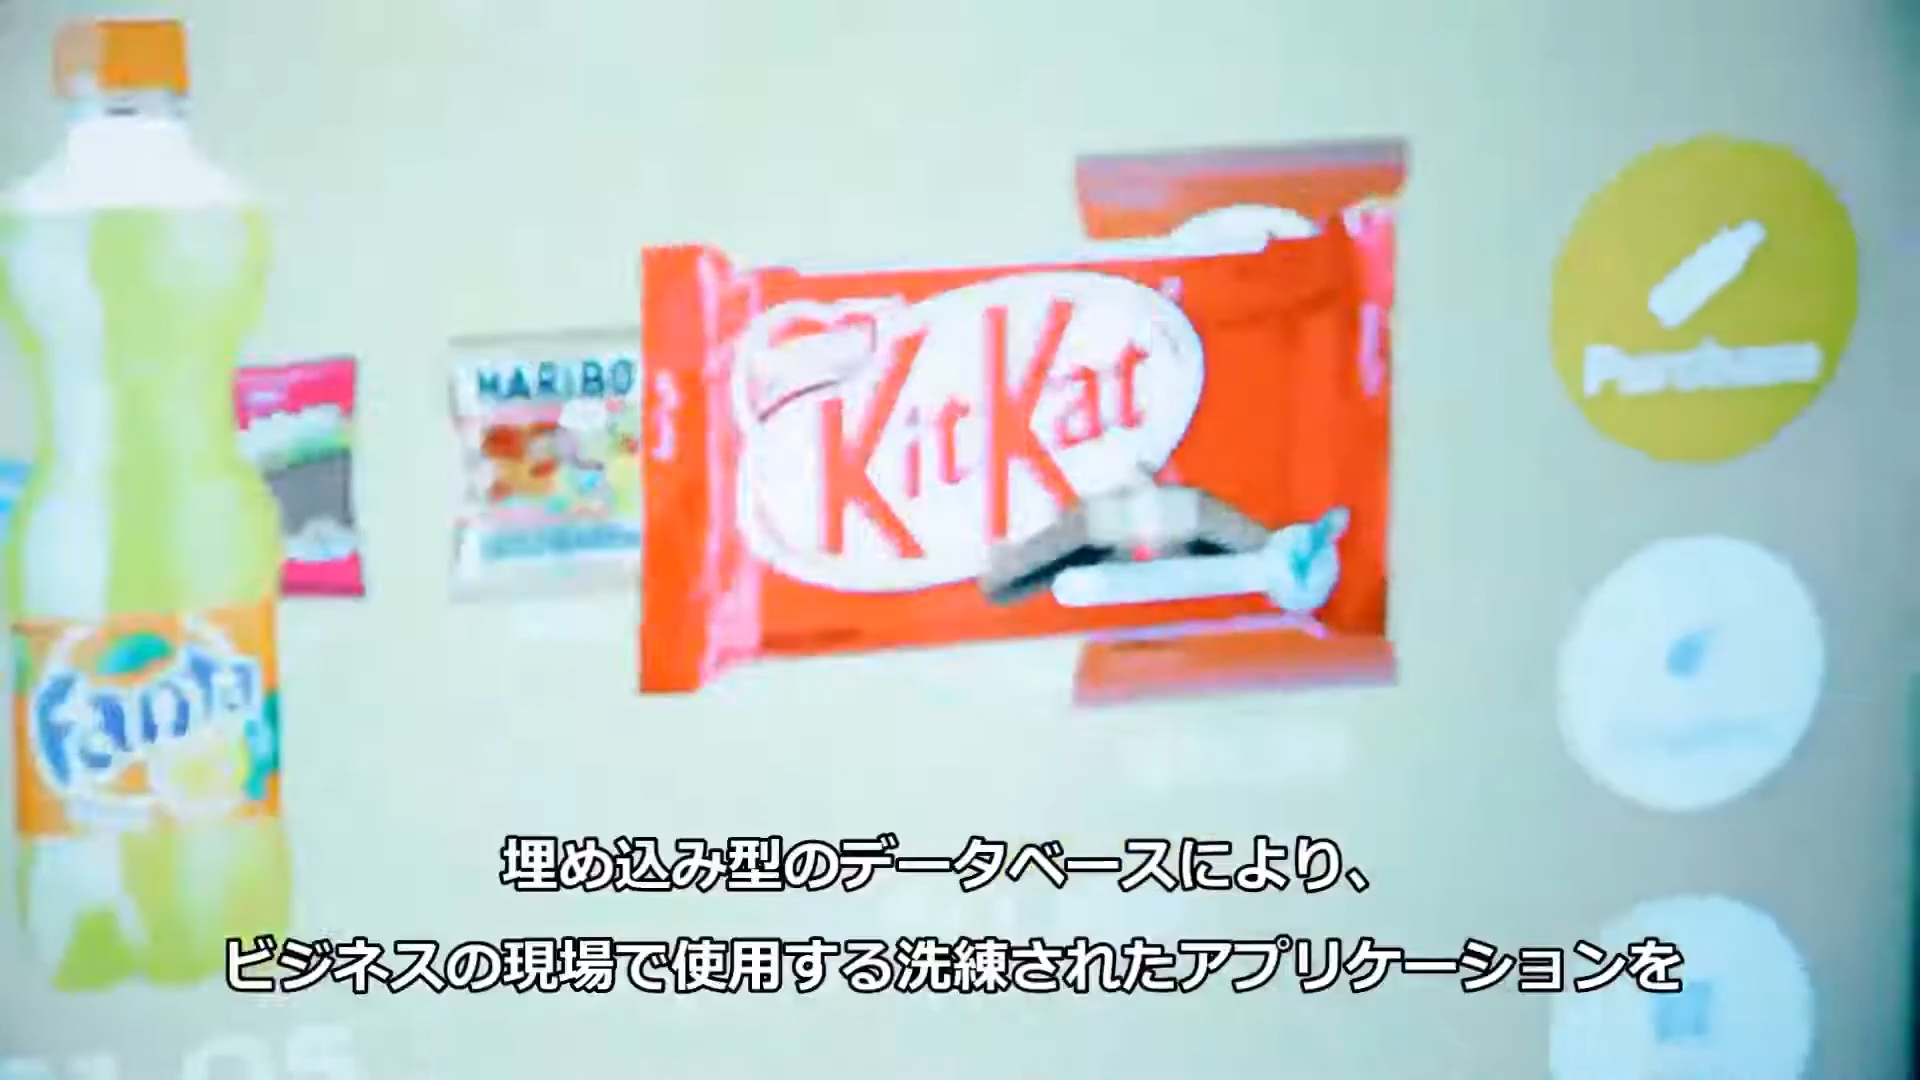 HARIBO
KitKat
Purchase
Fanta
埋め込み型のデータベースにより、
ビジネスの現場で使用する洗練されたアプリケーションを